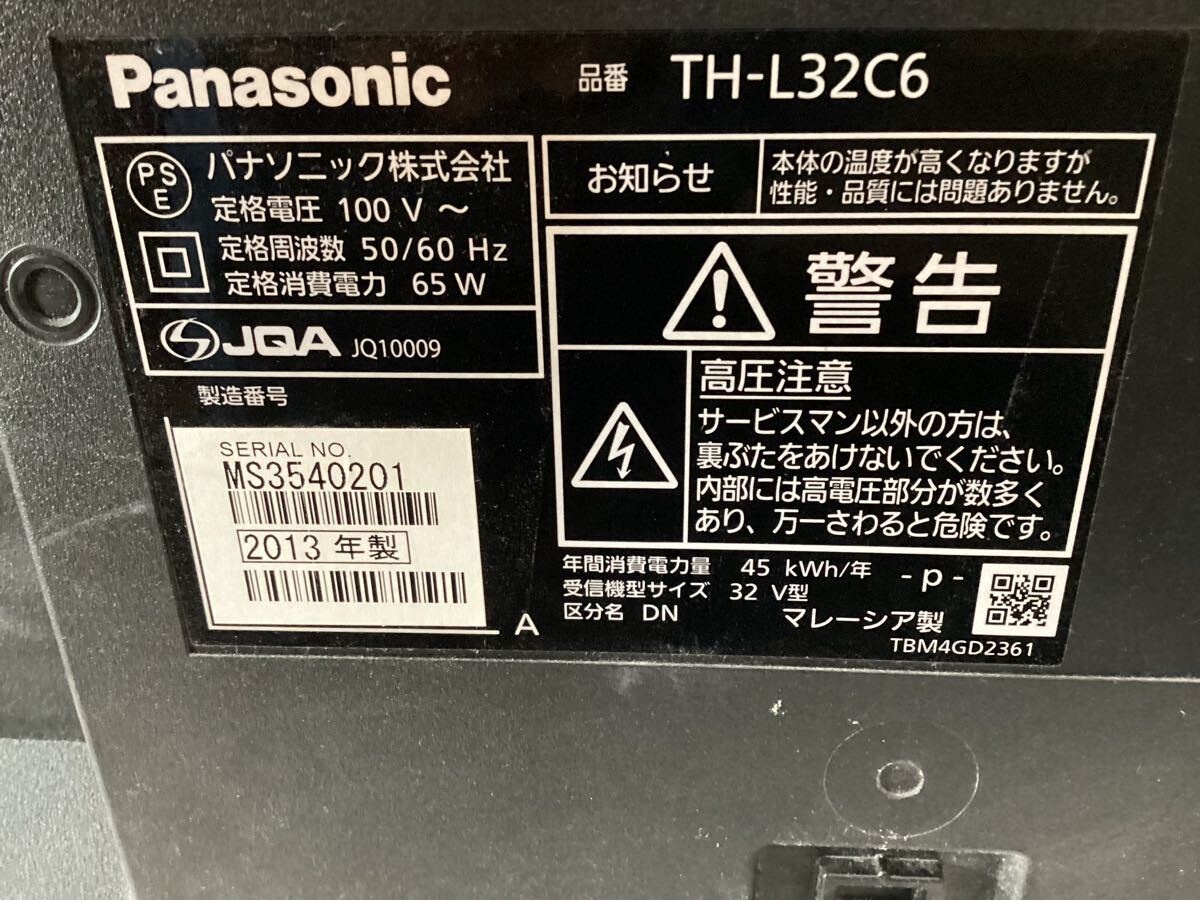 Panasonic
品番 TH-L32C6
PSE
パナソニック株式会社
定格電圧 100 V ～
定格周波数 50/60 Hz
定格消費電力 65 W
JQA JQ10009
製造番号
SERIAL NO.
MS3540201
2013 年製
A
お知らせ
本体の温度が高くなりますが
性能・品質には問題ありません。
警告
高圧注意
サービスマン以外の方は、
裏ぶたをあけないでください。
内部には高電圧部分が数多く
あり、万一さわると危険です。
年間消費電力量 45 kWh/年
受信機型サイズ 32 V型
区分名 DN
- p -
マレーシア製
TBM4GD2361